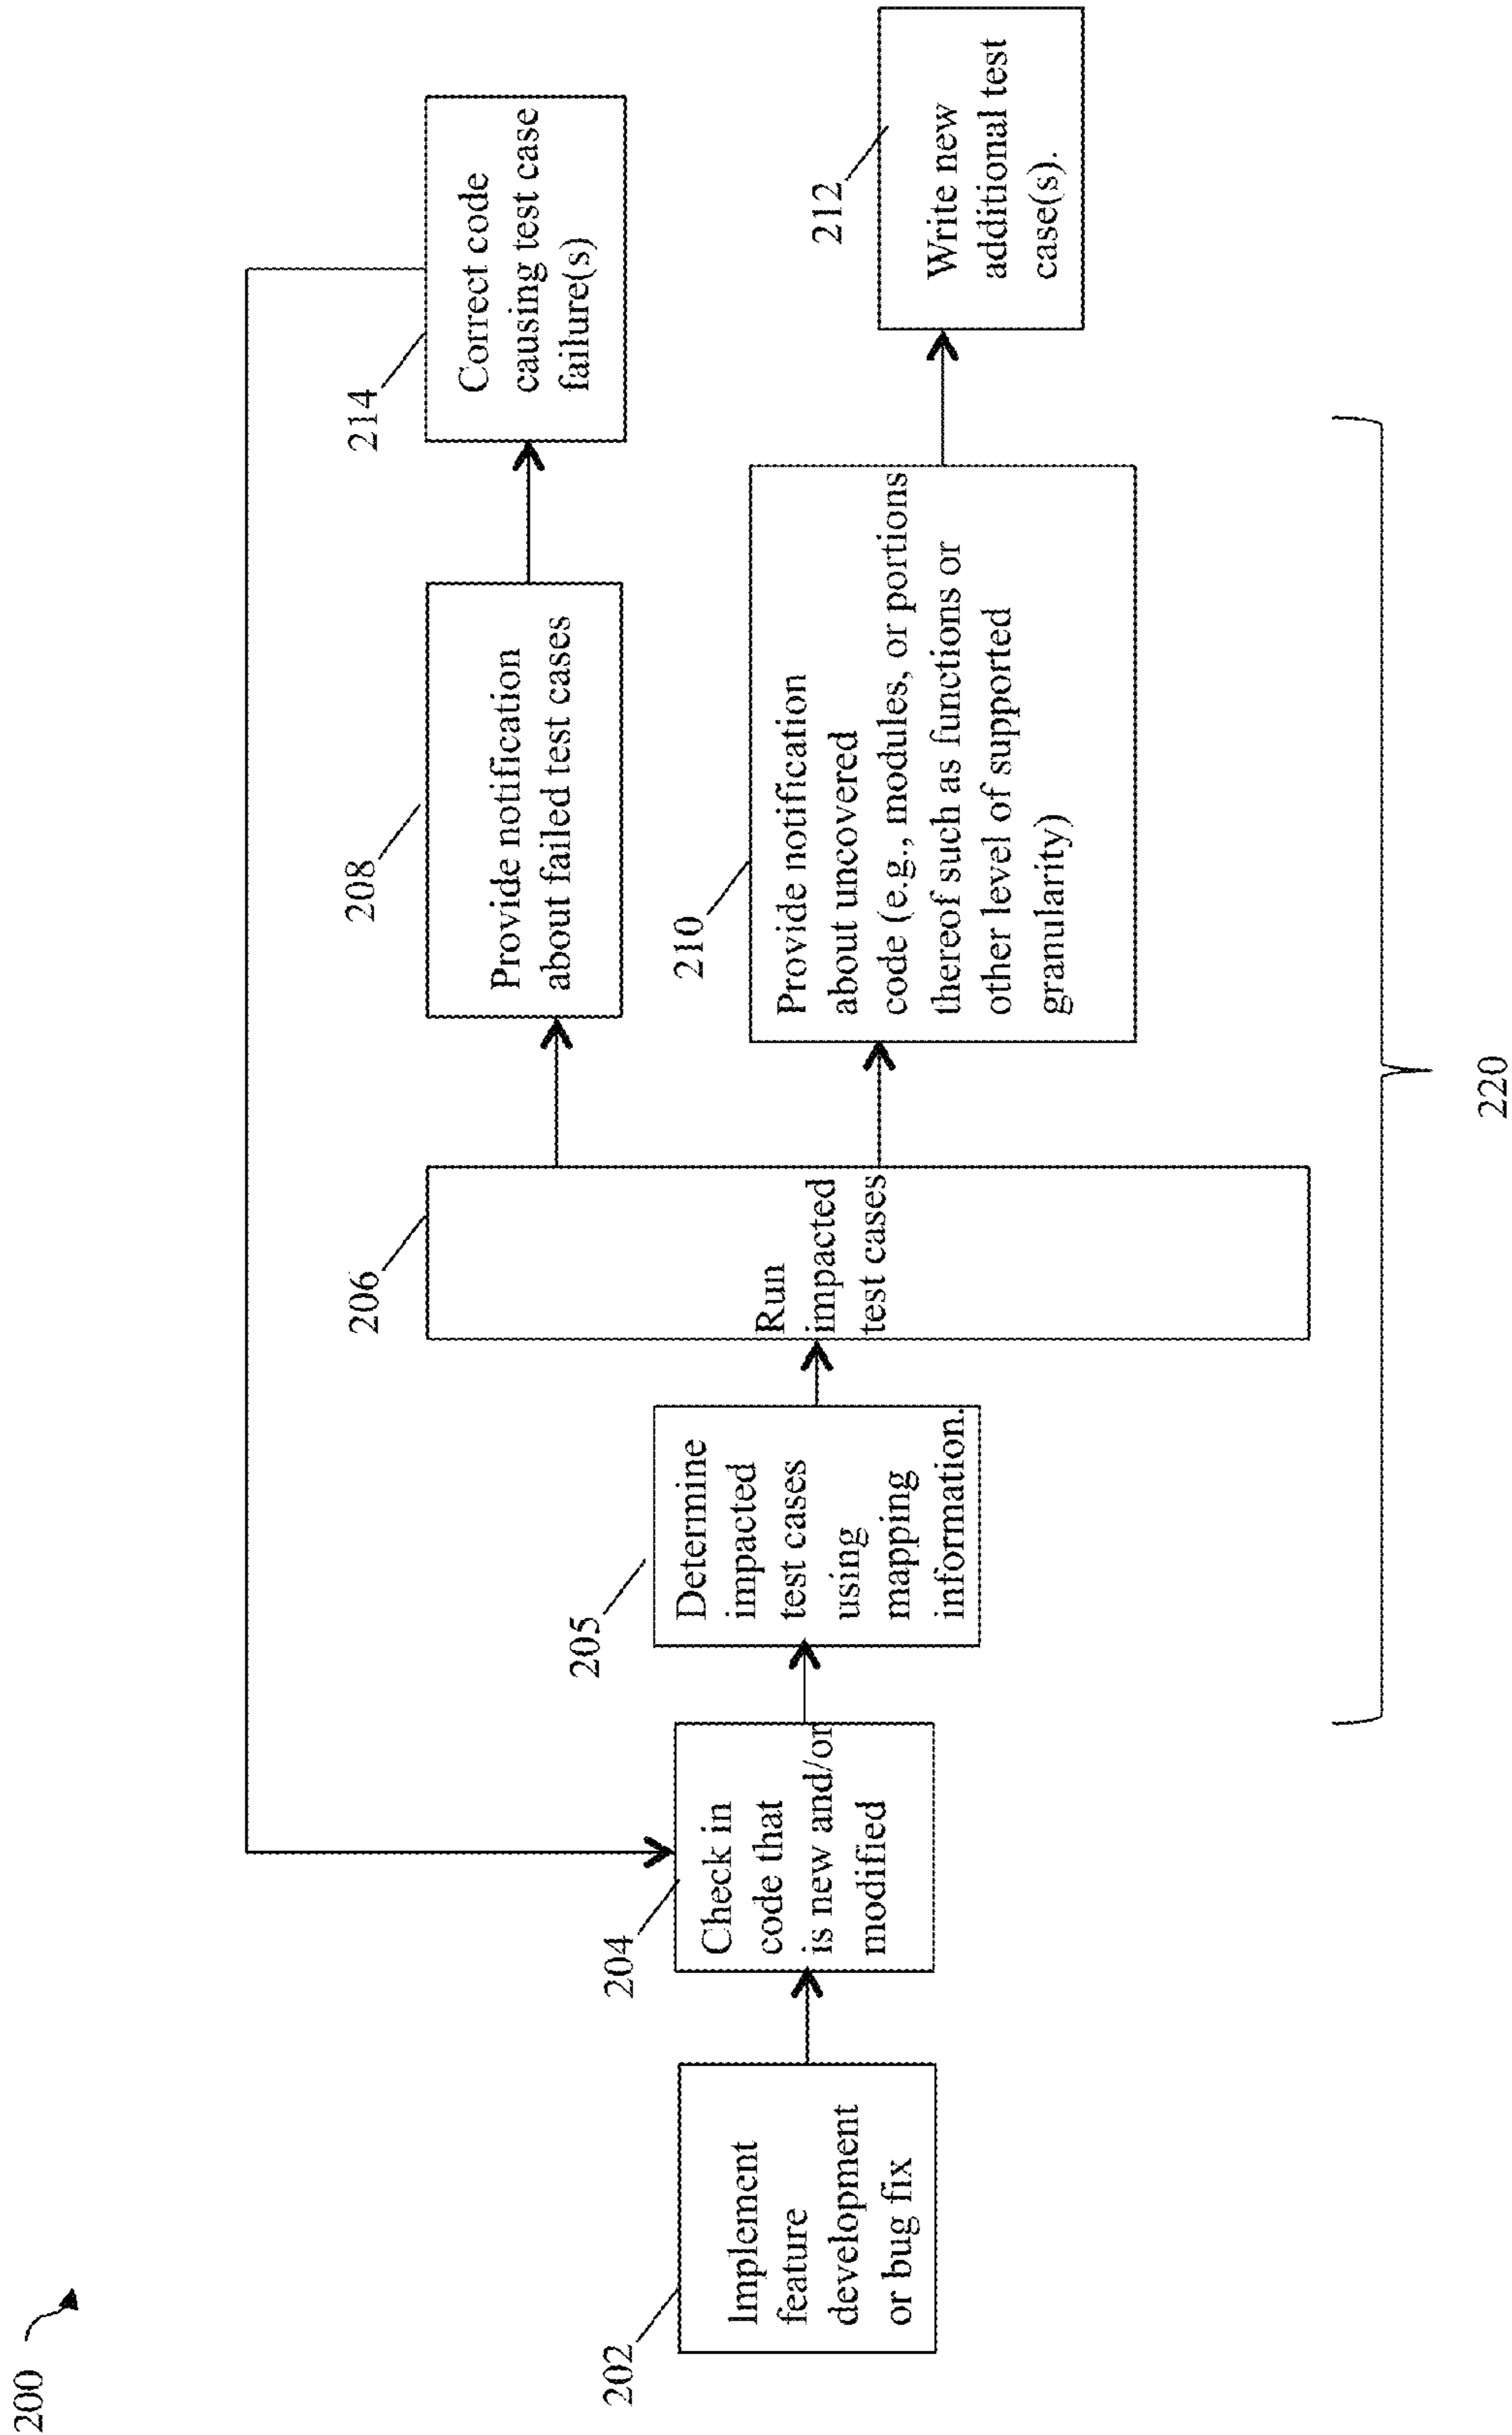 200
202
Implement
feature
development
or bug fix
204
Check in
code that
is new and/or
modified
205
Determine
impacted
test cases
using
mapping
information.
206
Run
impacted
test cases
208
Provide notification
about failed test cases
214
Correct code
causing test case
failure(s)
210
Provide notification
about uncovered
code (e.g., modules, or portions
thereof such as functions or
other level of supported
granularity)
212
Write new
additional test
case(s).
220